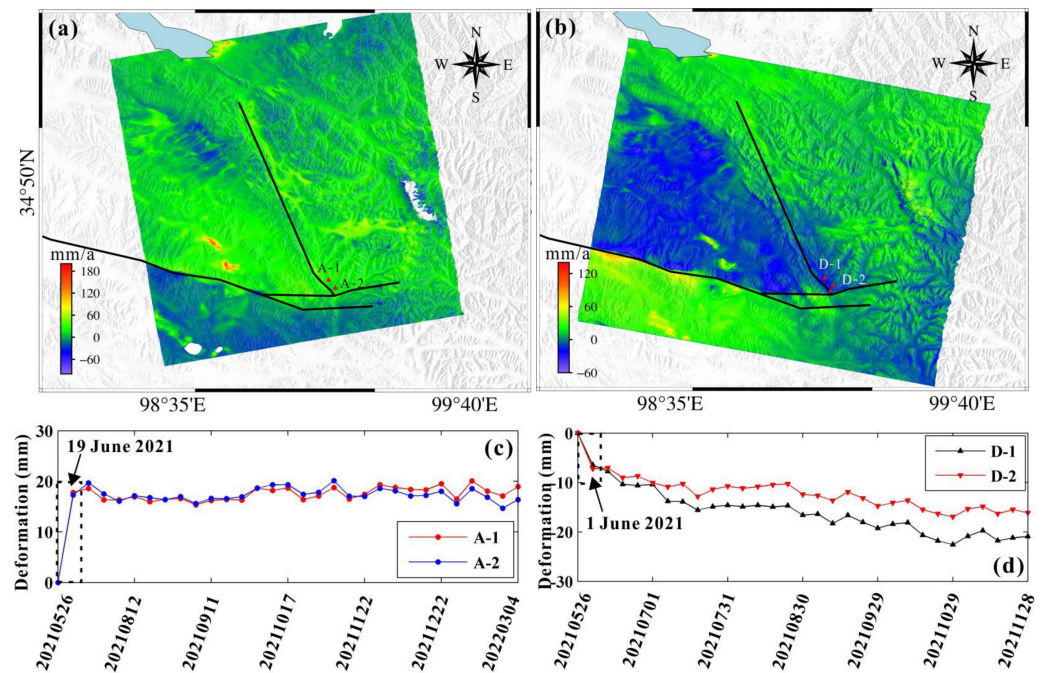 (a)
N
W E
S
34°50'N
mm/a
180
120
60
0
−60
A-1
A-2
98°35'E
99°40'E
(b)
N
W E
S
mm/a
120
60
0
−60
D-1
D-2
98°35'E
99°40'E
Deformation (mm)
30
20
10
0
19 June 2021
(c)
A-1
A-2
20210526
20210812
20210911
20211017
20211122
20211222
20220304
Deformation (mm)
0
−10
−20
−30
1 June 2021
D-1
D-2
(d)
20210526
20210701
20210731
20210830
20210929
20211029
20211128